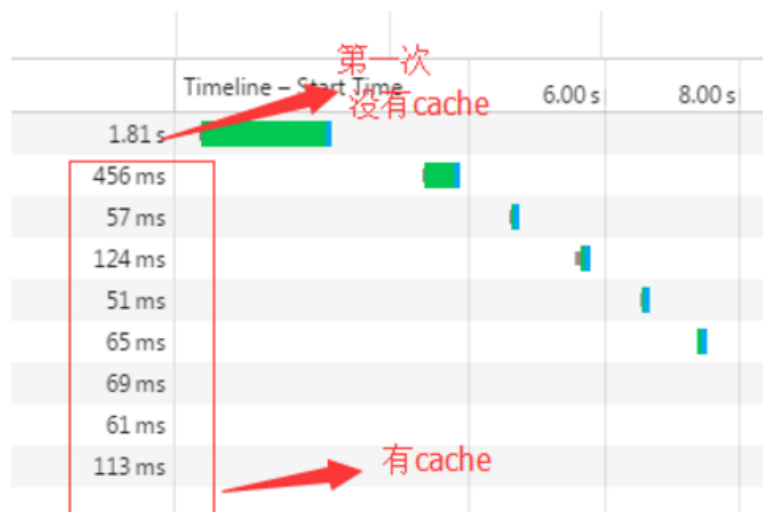 第一次
Timeline – Start Time
没有cache
6.00 s
8.00 s
1.81 s
456 ms
57 ms
124 ms
51 ms
65 ms
69 ms
61 ms
113 ms
有cache